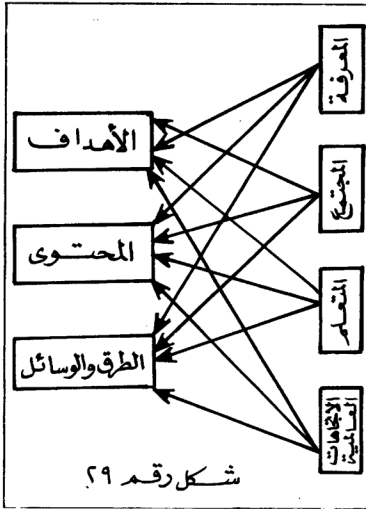 المعرفة
المجتمع
المتعلم
الاتجاهات
العالمية
الأهداف
المحتوى
الطرق والوسائل
شكل رقم ٢٩